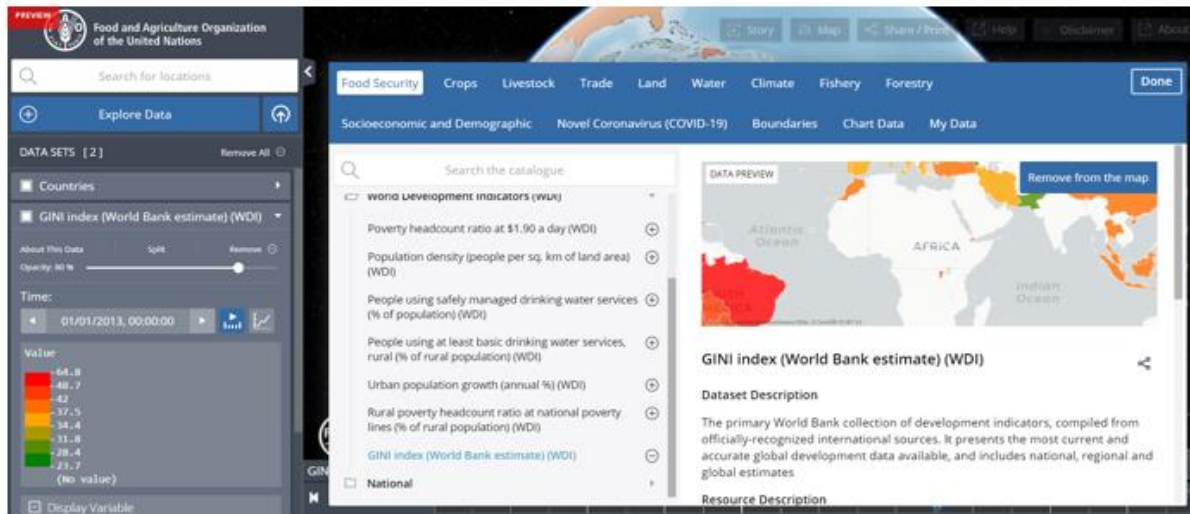 PREVIEW
Food and Agriculture Organization
of the United Nations
Search for locations
Explore Data
DATA SETS [2]
Remove All
Countries
GINI index (World Bank estimate) (WDI)
About This Data
Split
Remove
Opacity: 80 %
Time:
01/01/2013, 00:00:00
Value
64.8
48.7
42
37.5
34.4
31.8
28.4
23.7
(No value)
Display Variable
Story
Map
Share / Print
Help
Disclaimer
About
Food Security
Crops
Livestock
Trade
Land
Water
Climate
Fishery
Forestry
Done
Socioeconomic and Demographic
Novel Coronavirus (COVID-19)
Boundaries
Chart Data
My Data
Search the catalogue
World Development Indicators (WDI)
Poverty headcount ratio at $1.90 a day (WDI)
Population density (people per sq. km of land area)
(WDI)
People using safely managed drinking water services
(% of population) (WDI)
People using at least basic drinking water services,
rural (% of rural population) (WDI)
Urban population growth (annual %) (WDI)
Rural poverty headcount ratio at national poverty
lines (% of rural population) (WDI)
GINI index (World Bank estimate) (WDI)
National
GIN
DATA PREVIEW
Remove from the map
Atlantic
Ocean
AFRICA
Indian
Ocean
GINI index (World Bank estimate) (WDI)
Dataset Description
The primary World Bank collection of development indicators, compiled from
officially-recognized international sources. It presents the most current and
accurate global development data available, and includes national, regional and
global estimates
Resource Description